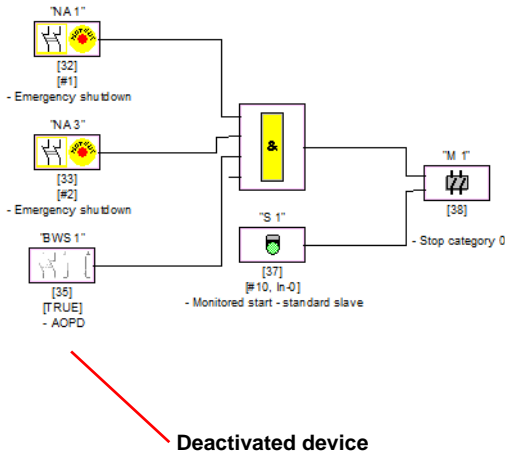 "NA 1"
[32]
[#1]
- Emergency shutdown
"NA 3"
[33]
[#2]
- Emergency shutdown
"BWS 1"
[35]
[TRUE]
- AOPD
&
"S 1"
[37]
[#10, In-0]
- Monitored start - standard slave
"M 1"
[38]
- Stop category 0
Deactivated device